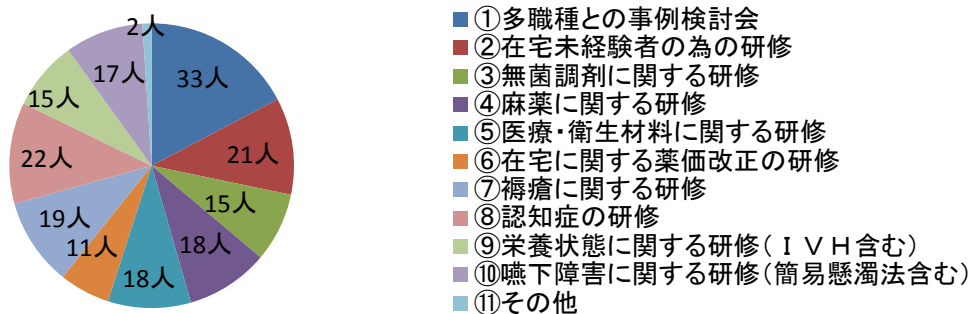 2人
33人
21人
15人
18人
18人
11人
19人
22人
15人
17人
①多職種との事例検討会
②在宅未経験者の為の研修
③無菌調剤に関する研修
④麻薬に関する研修
⑤医療・衛生材料に関する研修
⑥在宅に関する薬価改正の研修
⑦褥瘡に関する研修
⑧認知症の研修
⑨栄養状態に関する研修(ＩＶＨ含む)
⑩嚥下障害に関する研修(簡易懸濁法含む)
⑪その他